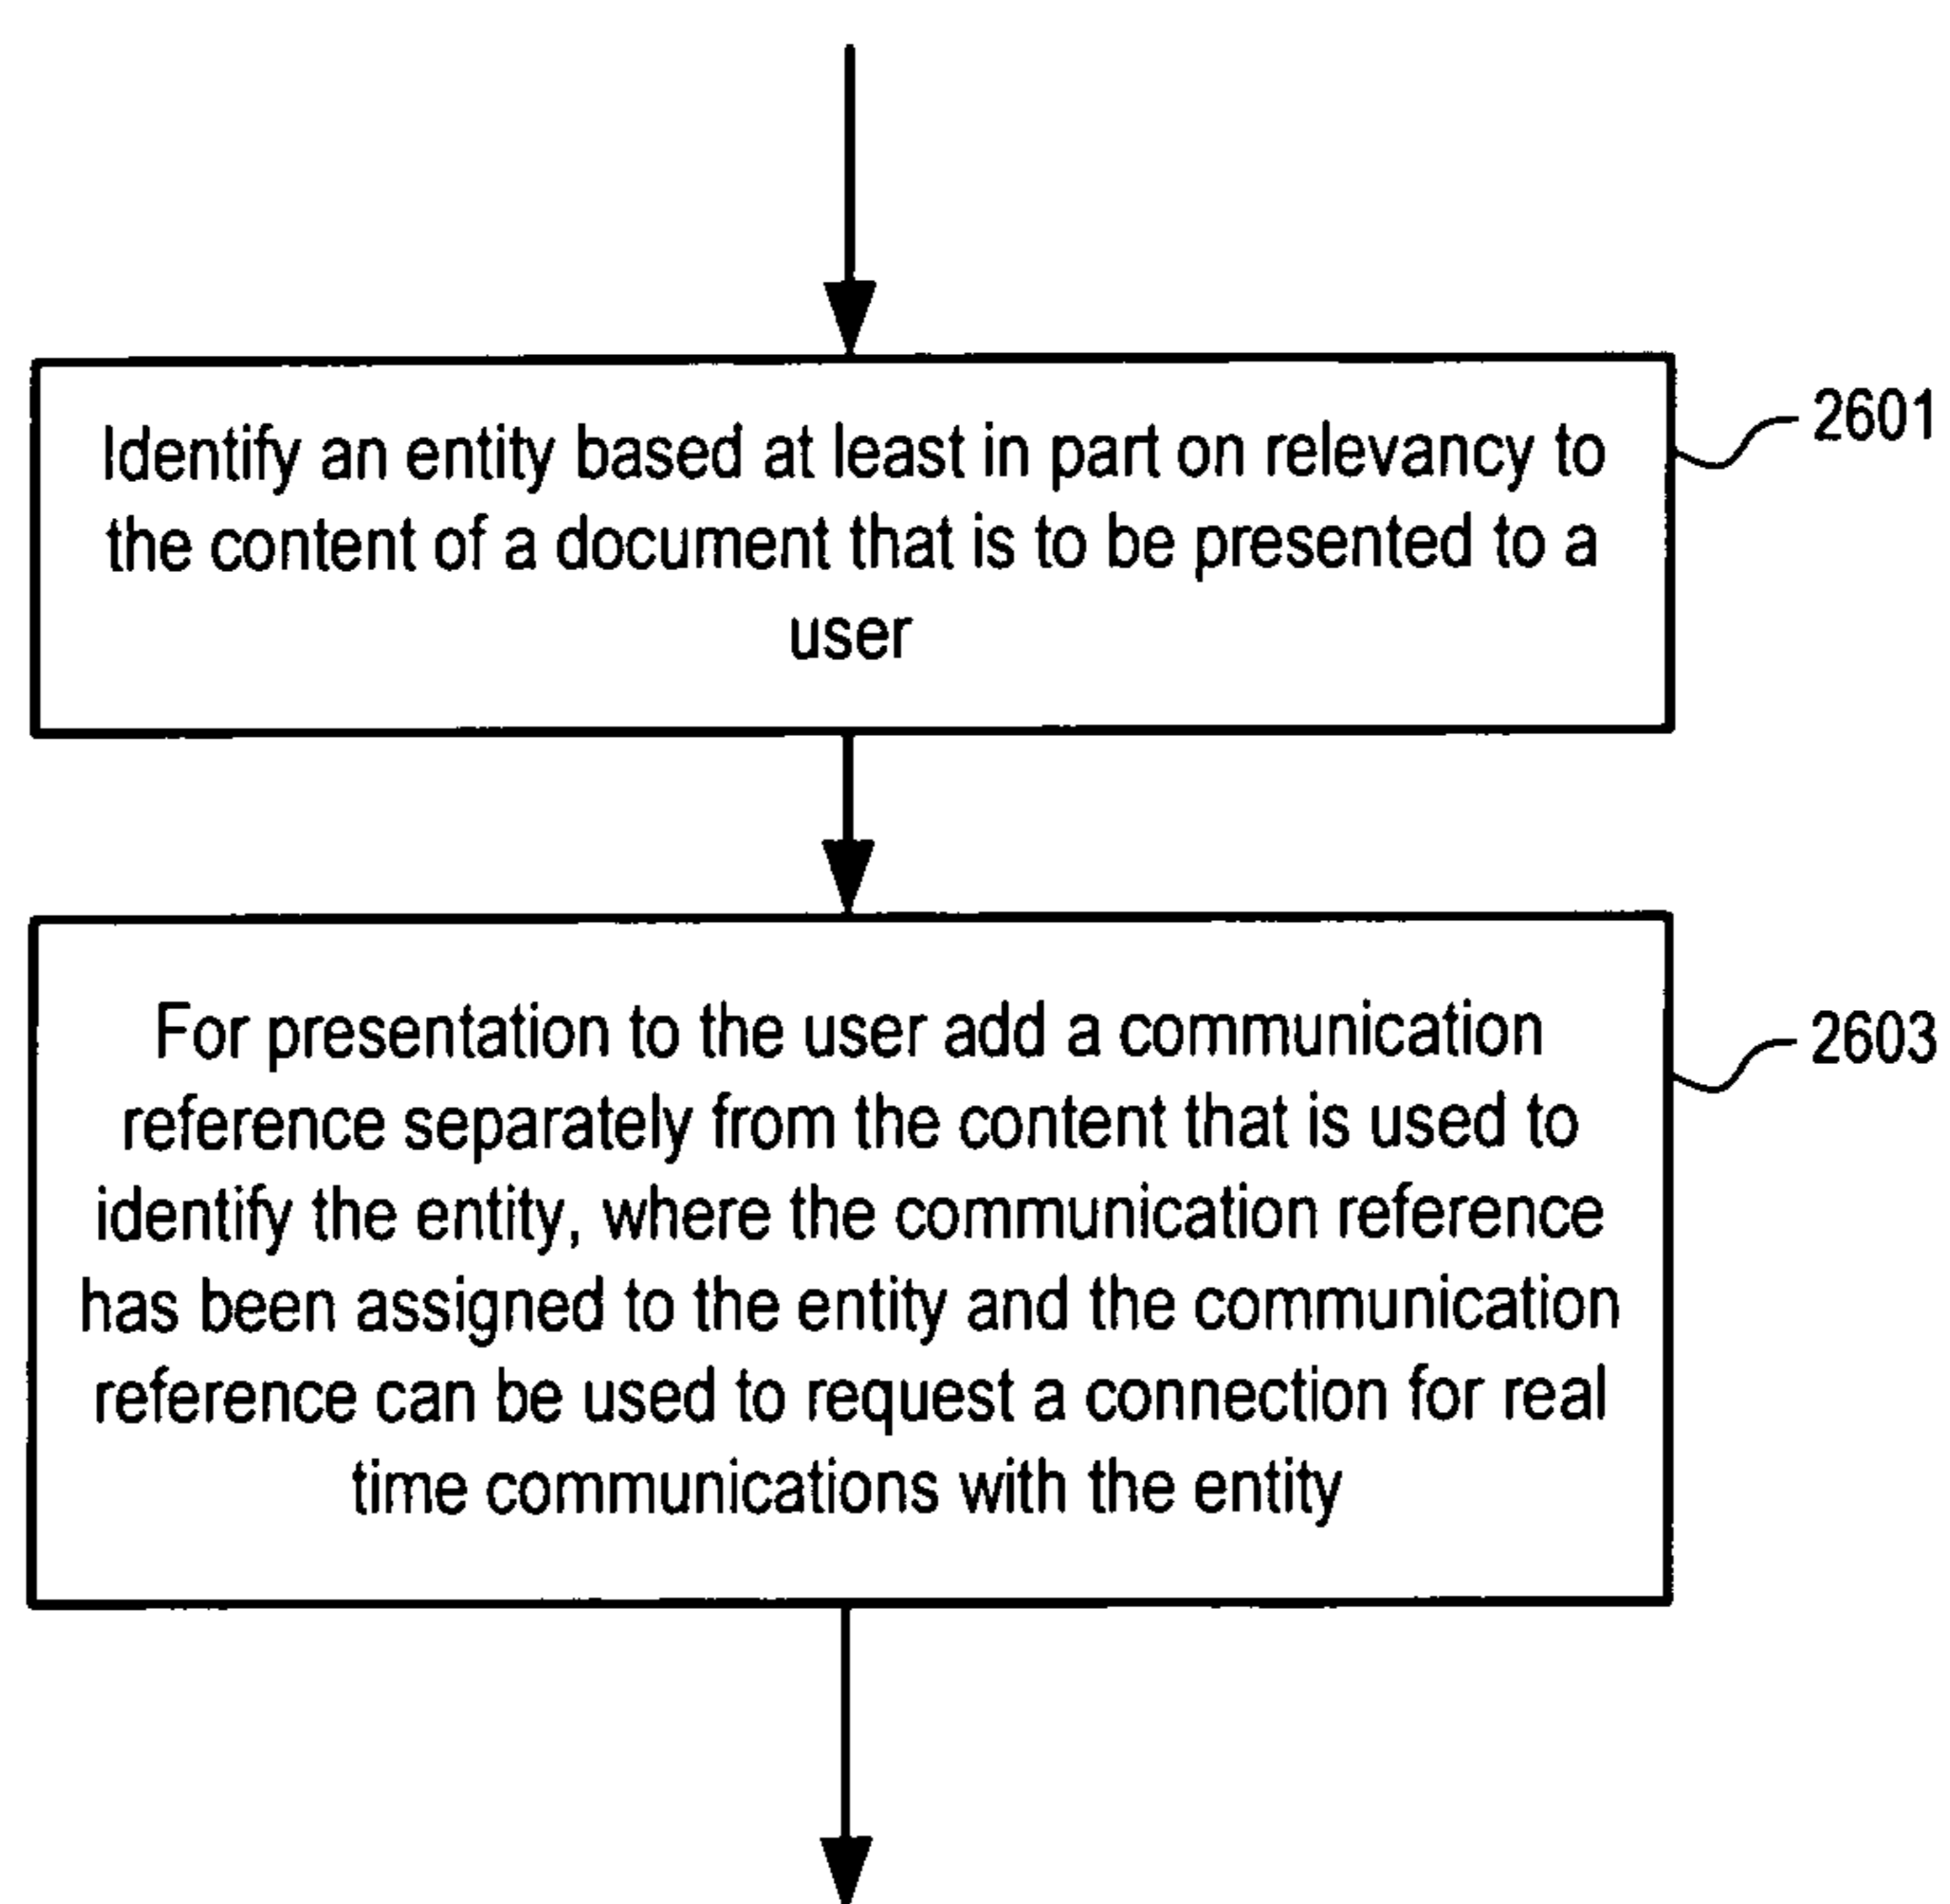 Identify an entity based at least in part on relevancy to
the content of a document that is to be presented to a
user
2601
For presentation to the user add a communication
reference separately from the content that is used to
identify the entity, where the communication reference
has been assigned to the entity and the communication
reference can be used to request a connection for real
time communications with the entity
2603